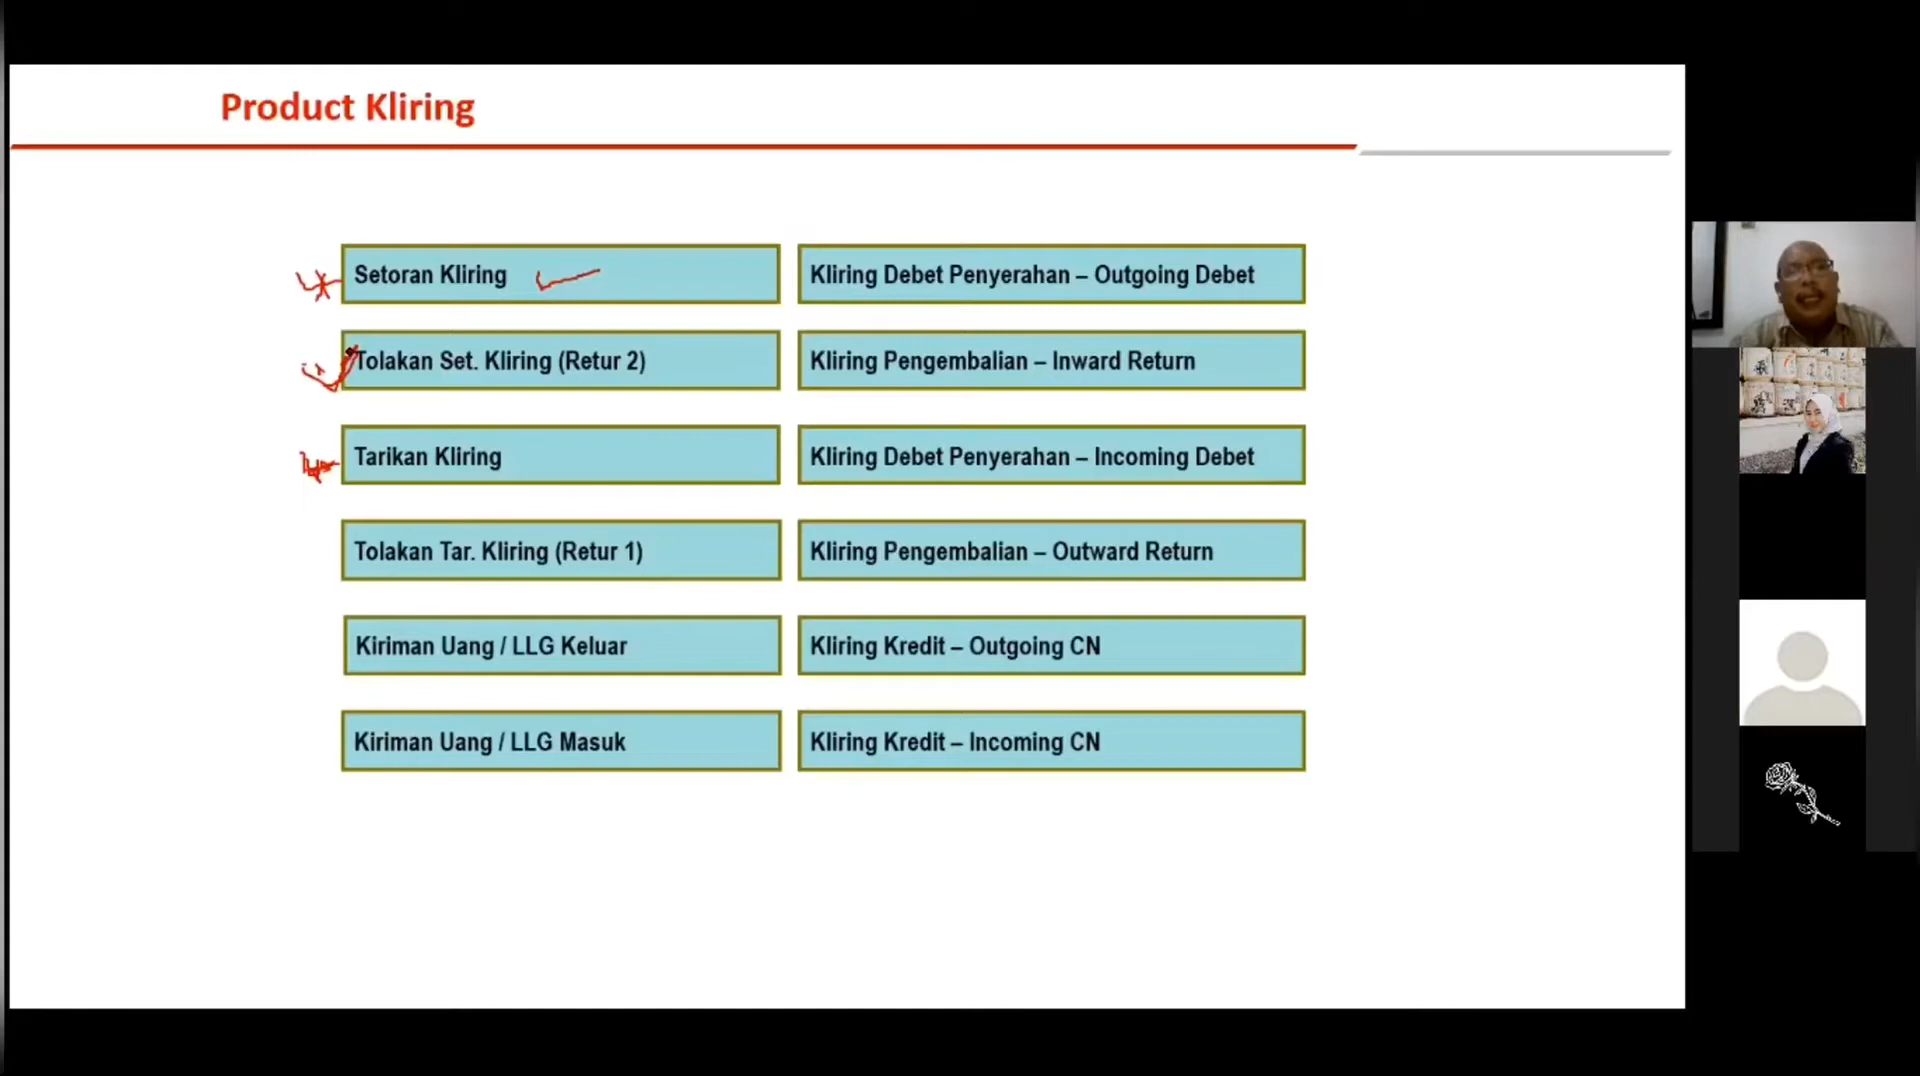 Product Kliring
Setoran Kliring
Kliring Debet Penyerahan – Outgoing Debet
Tolakan Set. Kliring (Retur 2)
Kliring Pengembalian – Inward Return
Tarikan Kliring
Kliring Debet Penyerahan – Incoming Debet
Tolakan Tar. Kliring (Retur 1)
Kliring Pengembalian – Outward Return
Kiriman Uang / LLG Keluar
Kliring Kredit – Outgoing CN
Kiriman Uang / LLG Masuk
Kliring Kredit – Incoming CN